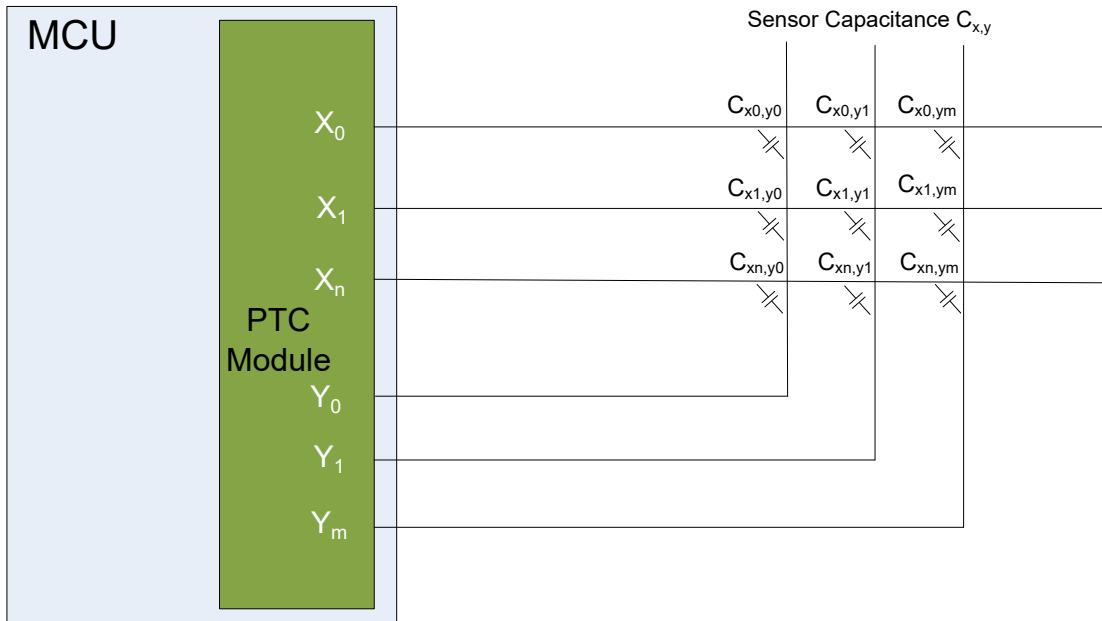 MCU
Sensor Capacitance Cx,y
Cx0,y0 Cx0,y1 Cx0,ym
X0
Cx1,y0 Cx1,y1 Cx1,ym
X1
Cxn,y0 Cxn,y1 Cxn,ym
Xn
PTC
Module
Y0
Y1
Ym